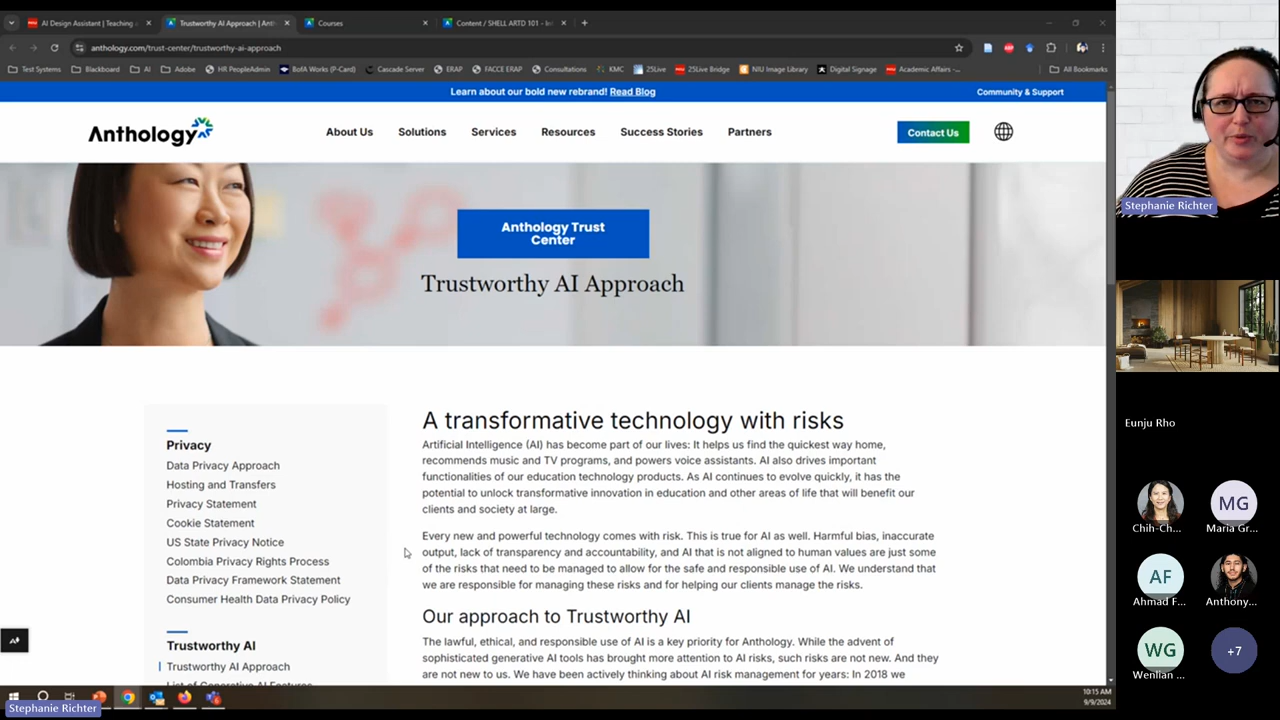 AI Design Assistant | Teaching
Trustworthy AI Approach | Anth
Courses
Content / SHELL ARTD 101 - Int
anthology.com/trust-center/trustworthy-ai-approach
Test Systems
Blackboard
AI
Adobe
HR PeopleAdmin
BofA Works (P-Card)
Cascade Server
ERAP
FACCE ERAP
Consultations
KMC
25Live
25Live Bridge
NIU Image Library
Digital Signage
Academic Affairs -...
All Bookmarks
Learn about our bold new rebrand! Read Blog
Community & Support
Anthology
About Us
Solutions
Services
Resources
Success Stories
Partners
Contact Us
Anthology Trust
Center
Trustworthy AI Approach
Privacy
Data Privacy Approach
Hosting and Transfers
Privacy Statement
Cookie Statement
US State Privacy Notice
Colombia Privacy Rights Process
Data Privacy Framework Statement
Consumer Health Data Privacy Policy
Trustworthy AI
Trustworthy AI Approach
List of Generative AI Features
A transformative technology with risks
Artificial Intelligence (AI) has become part of our lives: It helps us find the quickest way home,
recommends music and TV programs, and powers voice assistants. AI also drives important
functionalities of our education technology products. As AI continues to evolve quickly, it has the
potential to unlock transformative innovation in education and other areas of life that will benefit our
clients and society at large.
Every new and powerful technology comes with risk. This is true for AI as well. Harmful bias, inaccurate
output, lack of transparency and accountability, and AI that is not aligned to human values are just some
of the risks that need to be managed to allow for the safe and responsible use of AI. We understand that
we are responsible for managing these risks and for helping our clients manage the risks.
Our approach to Trustworthy AI
The lawful, ethical, and responsible use of AI is a key priority for Anthology. While the advent of
sophisticated generative AI tools has brought more attention to AI risks, such risks are not new. And they
are not new to us. We have been actively thinking about AI risk management for years: In 2018 we
10:15 AM
9/9/2024
Stephanie Richter
Stephanie Richter
Eunju Rho
Chih-Ch...
MG
Maria Gr...
AF
Ahmad F...
Anthony...
WG
Wenlian ...
+7